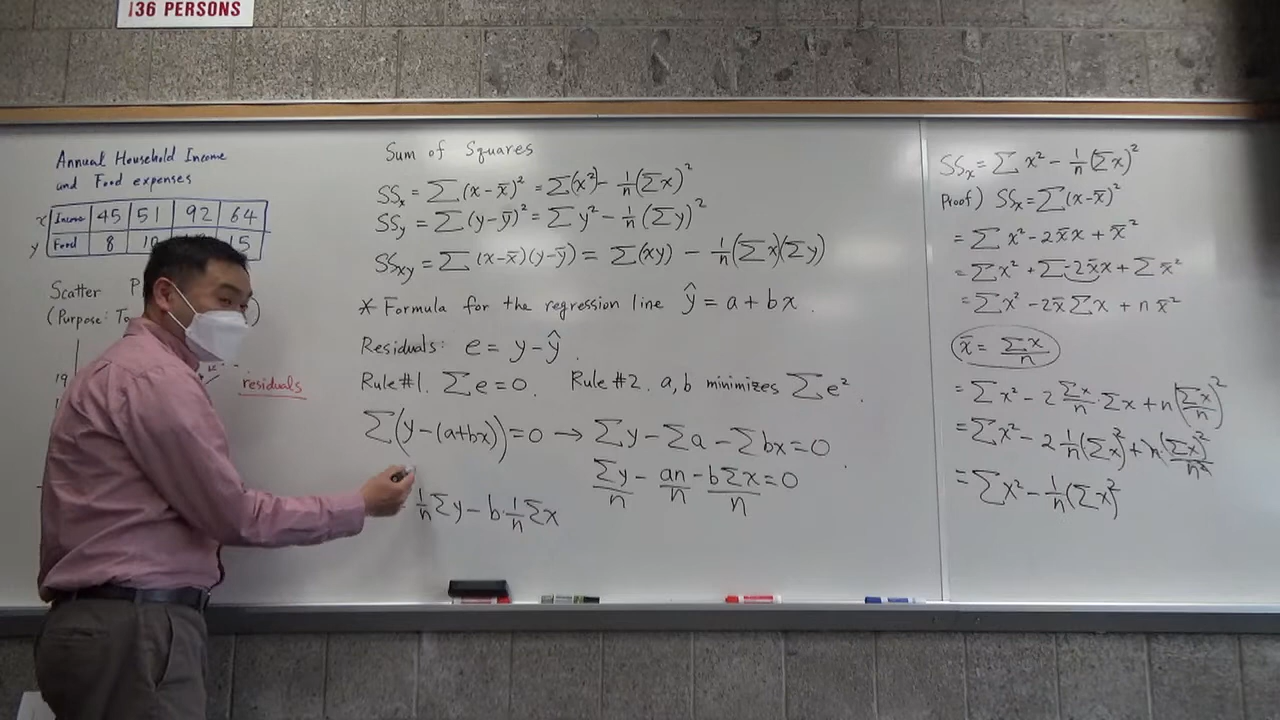 136 PERSONS
Annual Household Income
and Food expenses
x Income 45 51 92 64
y Food 8 10 15
Scatter P
(Purpose: To )
19
residuals
Sum of Squares
SSx = ∑(x-x̄)² = ∑(x²) - 1/n(∑x)²
SSy = ∑(y-ȳ)² = ∑y² - 1/n(∑y)²
SSxy = ∑(x-x̄)(y-ȳ) = ∑(xy) - 1/n(∑x)(∑y)
* Formula for the regression line ŷ = a + bx.
Residuals: e = y - ŷ.
Rule #1. ∑e = 0. Rule #2. a, b minimizes ∑e².
∑(y-(a+bx)) = 0 → ∑y - ∑a - ∑bx = 0
∑y/n - an/n - b∑x/n = 0
1/n∑y - b·1/n∑x
SSx = ∑x² - 1/n(∑x)²
Proof) SSx = ∑(x-x̄)²
= ∑x² - 2x̄x + x̄²
= ∑x² + ∑-2x̄x + ∑x̄²
= ∑x² - 2x̄∑x + nx̄²
x̄ = ∑x/n
= ∑x² - 2∑x/n·∑x + n(∑x/n)²
= ∑x² - 2 1/n(∑x)² + n·(∑x)²/n²
= ∑x² - 1/n(∑x)²